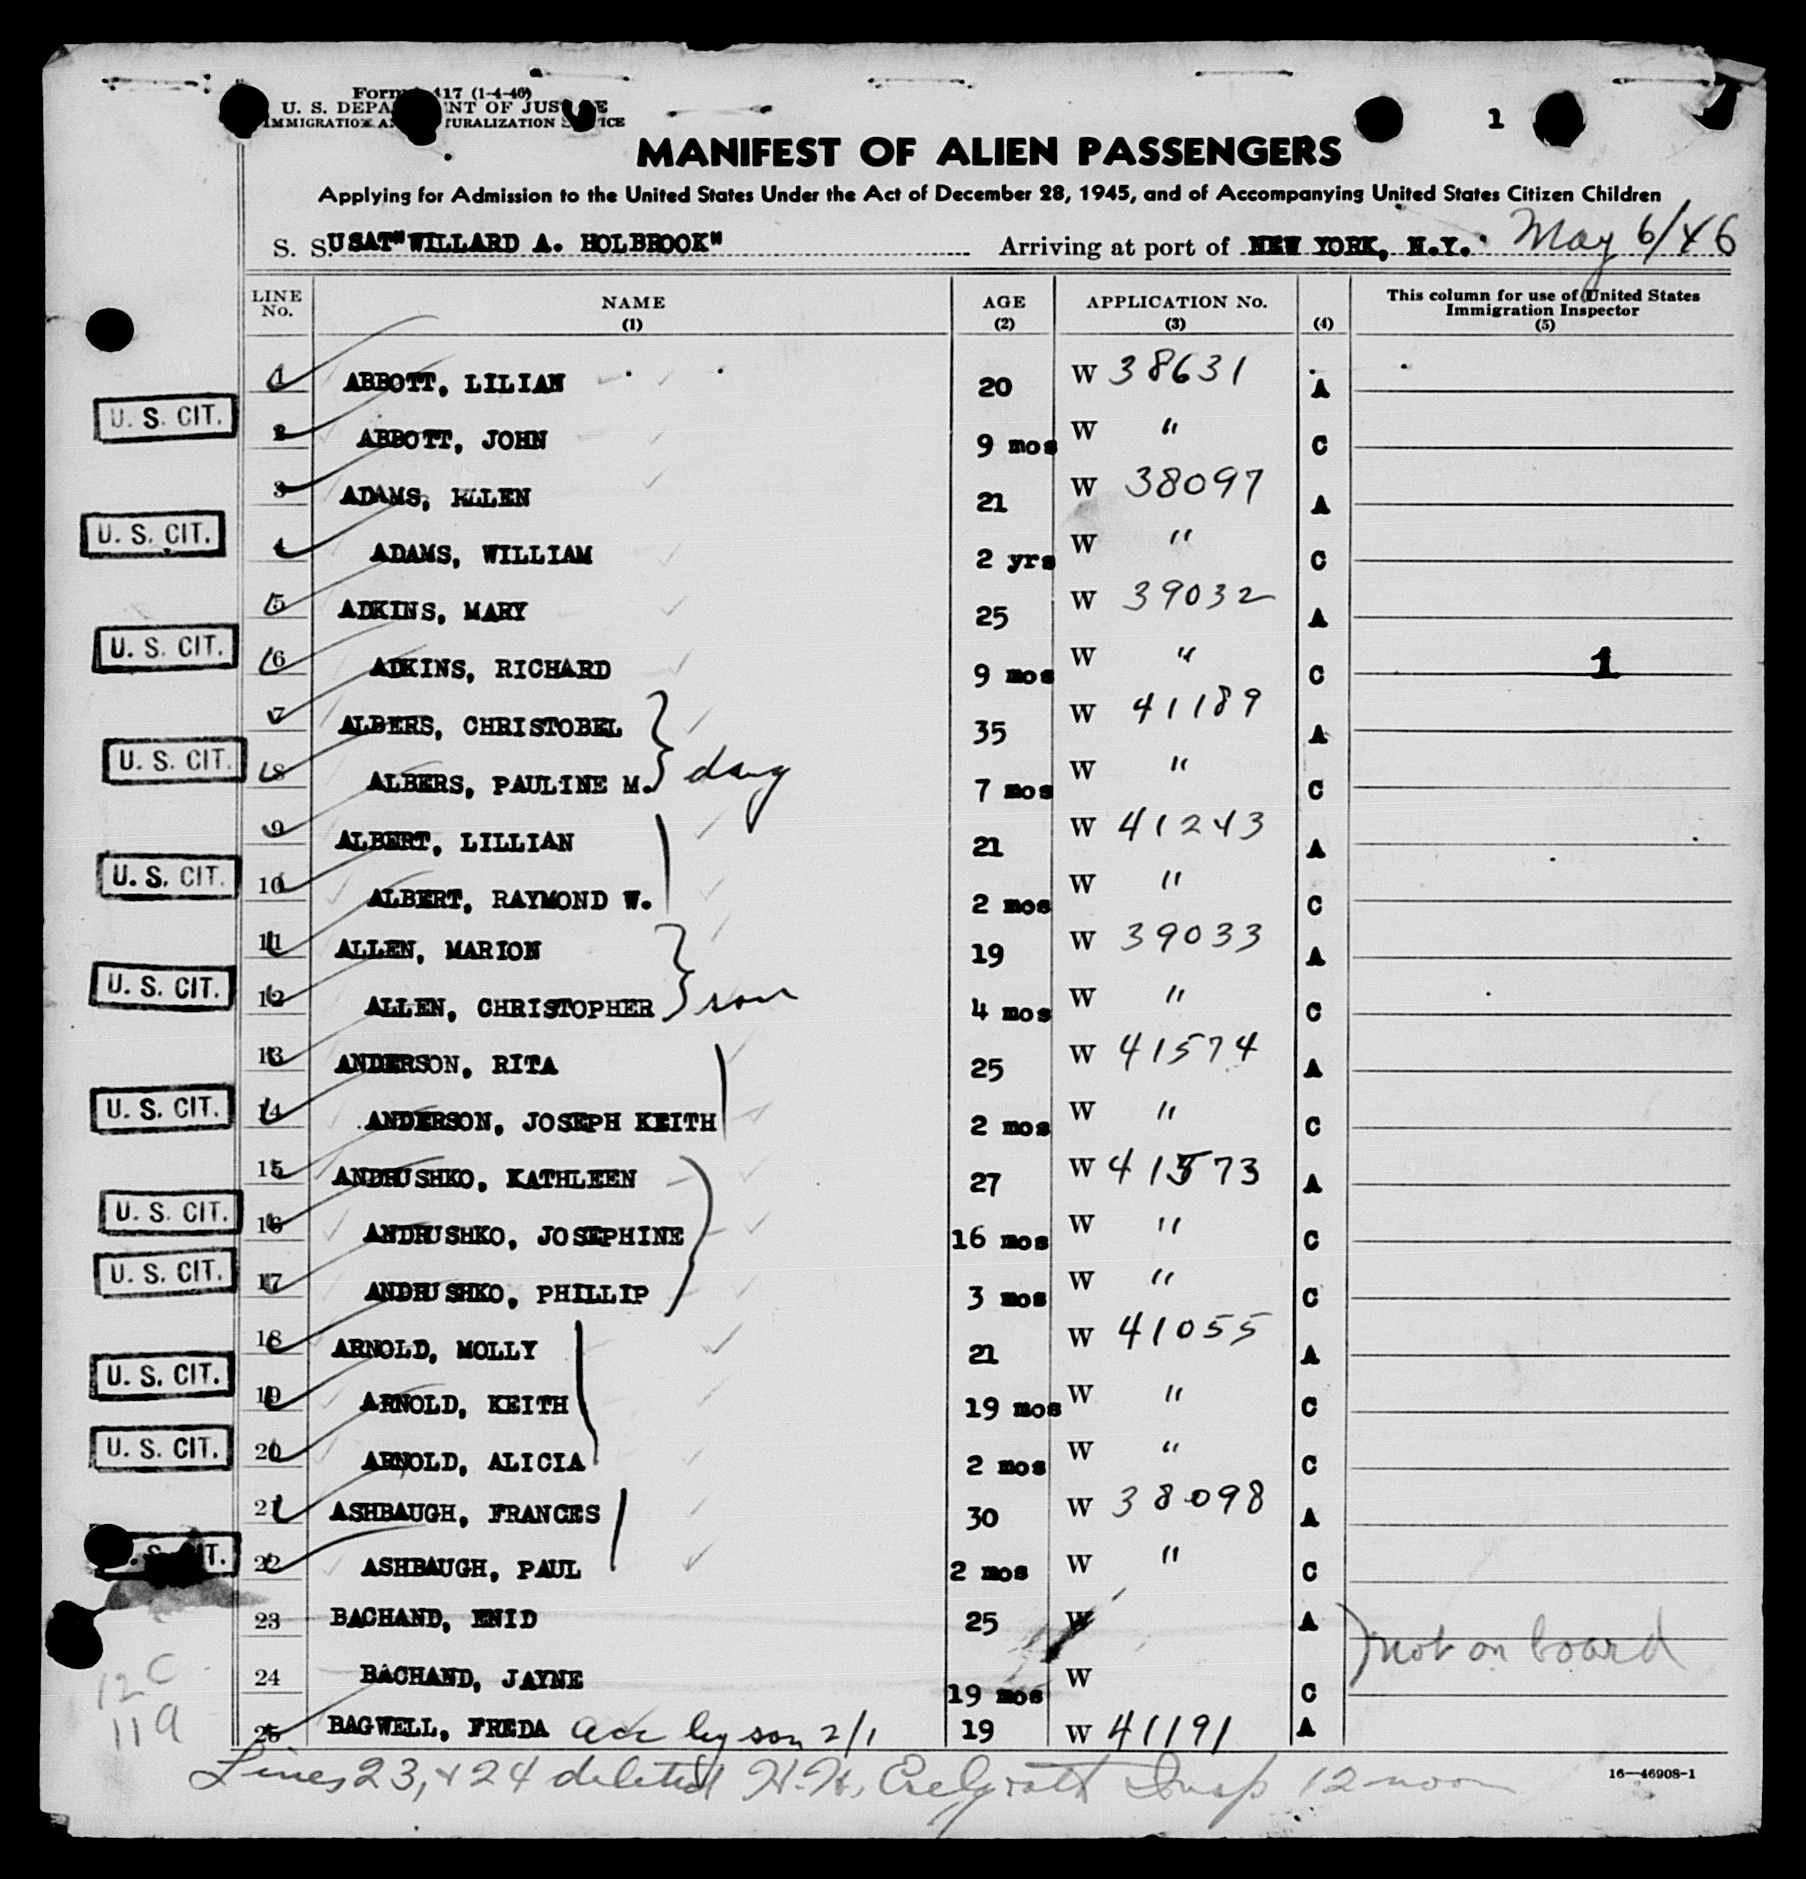 Form 417 (1-4-46)
U. S. DEPARTMENT OF JUSTICE
IMMIGRATION AND NATURALIZATION SERVICE
1
MANIFEST OF ALIEN PASSENGERS
Applying for Admission to the United States Under the Act of December 28, 1945, and of Accompanying United States Citizen Children
S. S. USAT "WILLARD A. HOLBROOK" Arriving at port of NEW YORK, N.Y. May 6/46
LINE No. NAME (1) AGE (2) APPLICATION No. (3) (4) This column for use of United States Immigration Inspector (5)
1 ABBOTT, LILIAN 20 W 38631 A
U. S. CIT. 2 ABBOTT, JOHN 9 mos W " C
3 ADAMS, ELLEN 21 W 38097 A
U. S. CIT. 4 ADAMS, WILLIAM 2 yrs W " C
5 ADKINS, MARY 25 W 39032 A
U. S. CIT. 6 ADKINS, RICHARD 9 mos W " C 1
7 ALBERS, CHRISTOBEL 35 W 41189 A
U. S. CIT. 8 ALBERS, PAULINE M. } daug 7 mos W " C
9 ALBERT, LILLIAN 21 W 41243 A
U. S. CIT. 10 ALBERT, RAYMOND W. 2 mos W " C
11 ALLEN, MARION 19 W 39033 A
U. S. CIT. 12 ALLEN, CHRISTOPHER } son 4 mos W " C
13 ANDERSON, RITA 25 W 41574 A
U. S. CIT. 14 ANDERSON, JOSEPH KEITH 2 mos W " C
15 ANDRUSHKO, KATHLEEN 27 W 41573 A
U. S. CIT. 16 ANDRUSHKO, JOSEPHINE 16 mos W " C
U. S. CIT. 17 ANDRUSHKO, PHILLIP 3 mos W " C
18 ARNOLD, MOLLY 21 W 41055 A
U. S. CIT. 19 ARNOLD, KEITH 19 mos W " C
U. S. CIT. 20 ARNOLD, ALICIA 2 mos W " C
21 ASHBAUGH, FRANCES 30 W 38098 A
U. S. CIT. 22 ASHBAUGH, PAUL 2 mos W " C
23 BACHAND, ENID 25 W A
not on board
24 BACHAND, JAYNE 19 mos W C
12 C
11 a
25 BAGWELL, FREDA acc by son 2/1 19 W 41191 A
Lines 23, + 24 deleted H. H. Insp 12 noon
16—46908-1